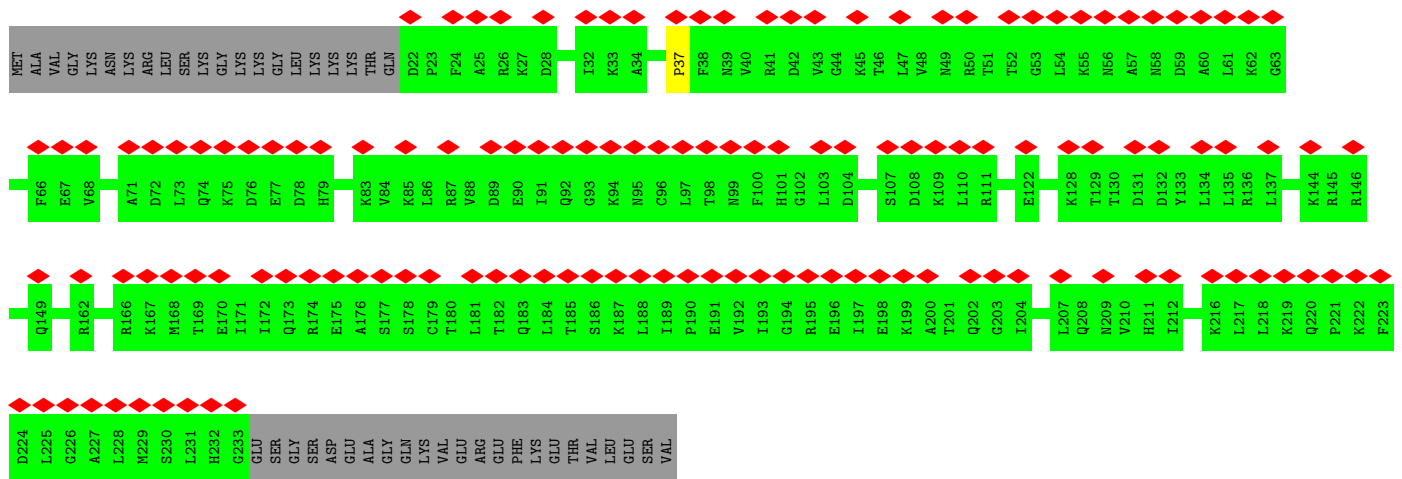 MET ALA VAL GLY LYS ASN LYS ARG LEU SER LYS GLY LYS LYS GLY LEU LYS LYS LYS THR GLN D22 P23 F24 A25 R26 K27 D28 I32 K33 A34 P37 F38 N39 V40 R41 D42 V43 G44 K45 T46 L47 V48 N49 R50 T51 T52 G53 L54 K55 N56 A57 N58 D59 A60 L61 K62 G63
F66 E67 V68 A71 D72 L73 Q74 K75 D76 E77 D78 H79 K83 V84 K85 L86 R87 V88 D89 E90 I91 Q92 G93 K94 N95 C96 L97 T98 N99 F100 H101 G102 L103 D104 S107 D108 K109 L110 R111 E122 K128 T129 T130 D131 D132 Y133 L134 L135 R136 L137 K144 R145 R146
Q149 R162 R166 K167 M168 T169 E170 I171 I172 Q173 R174 E175 A176 S177 S178 C179 T180 L181 T182 Q183 L184 T185 S186 K187 L188 I189 P190 E191 V192 I193 G194 R195 E196 I197 E198 K199 A200 T201 Q202 G203 I204 L207 Q208 N209 V210 H211 I212 K216 L217 L218 K219 Q220 P221 K222 F223
D224 L225 G226 A227 L228 M229 S230 L231 H232 G233 GLU SER GLY SER ASP GLU ALA GLY GLN LYS VAL GLU ARG GLU PHE LYS GLU THR VAL LEU GLU SER VAL